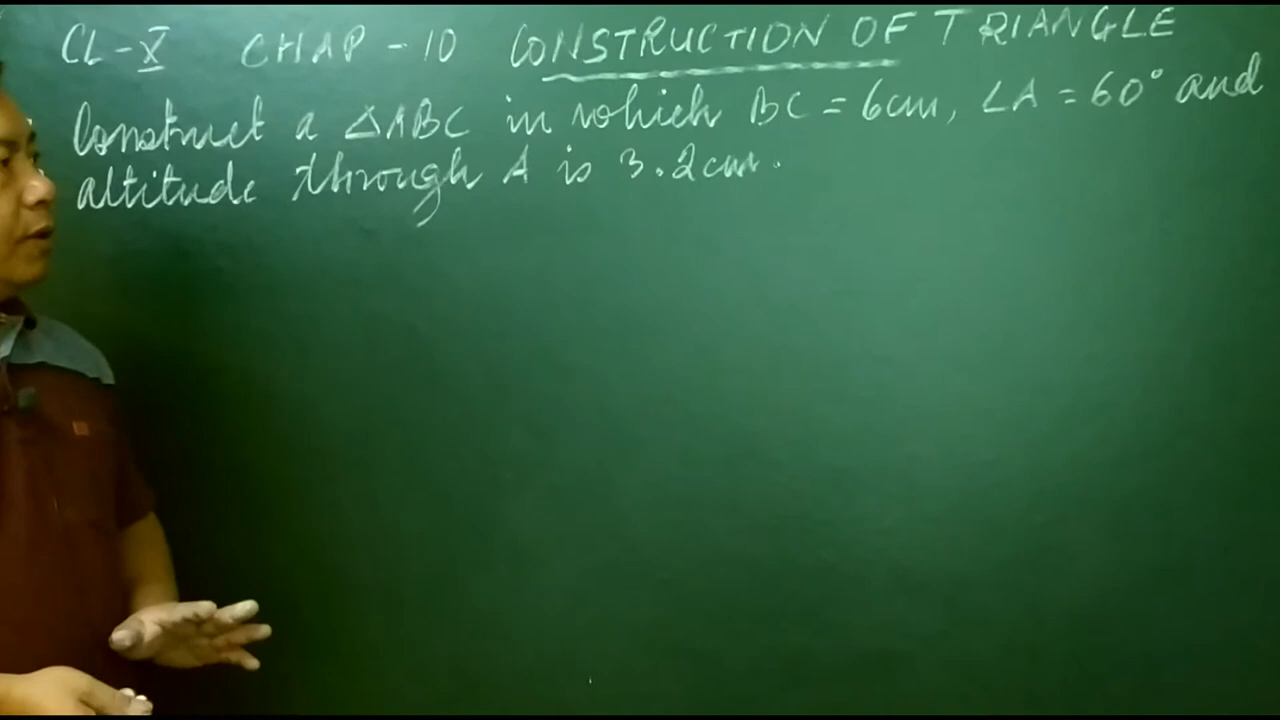 CL-X CHAP - 10 CONSTRUCTION OF TRIANGLE
Construct a △ABC in which BC = 6cm, ∠A = 60° and
altitude through A is 3.2cm.